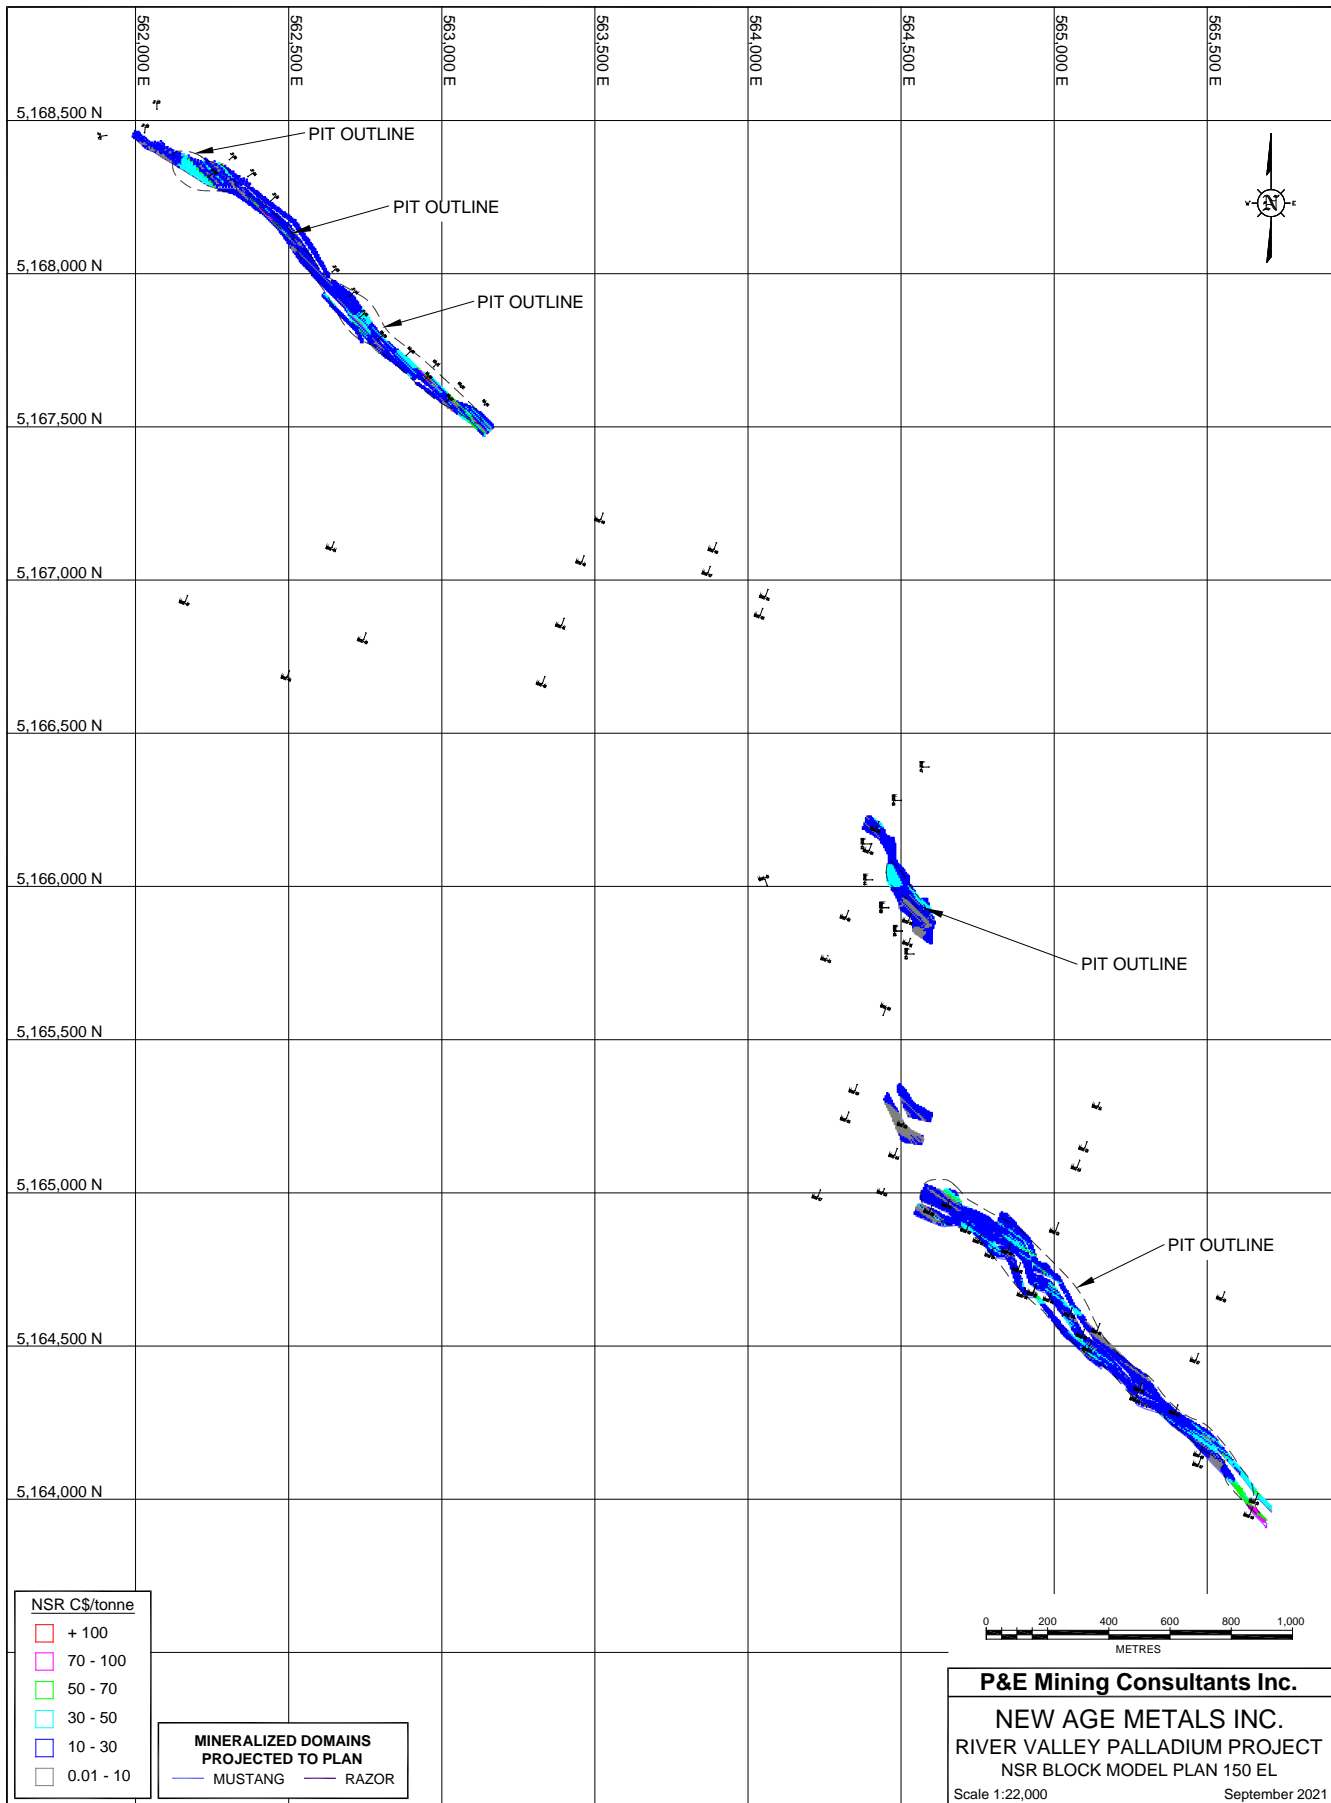 562,000 E
562,500 E
563,000 E
563,500 E
564,000 E
564,500 E
565,000 E
565,500 E
5,168,500 N
PIT OUTLINE
PIT OUTLINE
W
N
E
5,168,000 N
PIT OUTLINE
5,167,500 N
5,167,000 N
5,166,500 N
5,166,000 N
PIT OUTLINE
5,165,500 N
5,165,000 N
PIT OUTLINE
5,164,500 N
5,164,000 N
NSR C$/tonne
+ 100
70 - 100
50 - 70
30 - 50
10 - 30
0.01 - 10
MINERALIZED DOMAINS
PROJECTED TO PLAN
MUSTANG RAZOR
0 200 400 600 800 1,000
METRES
P&E Mining Consultants Inc.
NEW AGE METALS INC.
RIVER VALLEY PALLADIUM PROJECT
NSR BLOCK MODEL PLAN 150 EL
Scale 1:22,000 September 2021